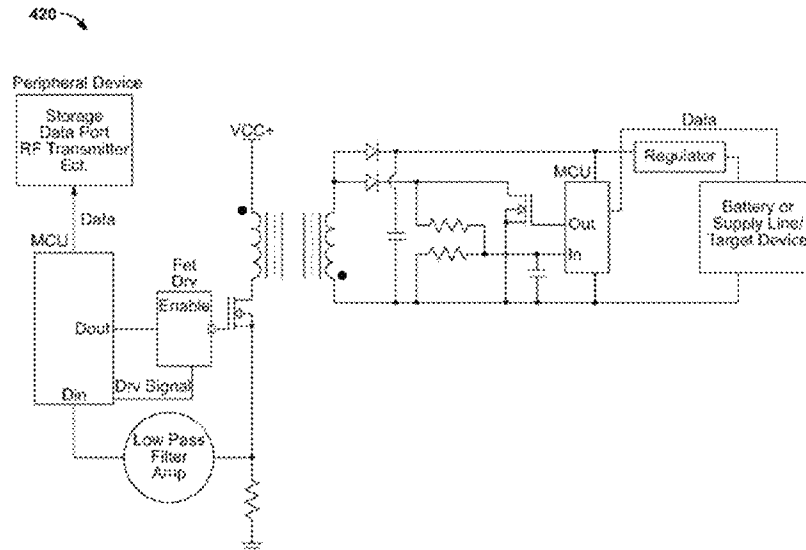 420
Peripheral Device
Storage
Data Port
RF Transmitter
Ect.
Data
MCU
Dout
Din
Fet
Drv
Enable
Drv Signal
Low Pass
Filter
Amp
VCC+
MCU
Out
In
Data
Regulator
Battery or
Supply Line/
Target Device